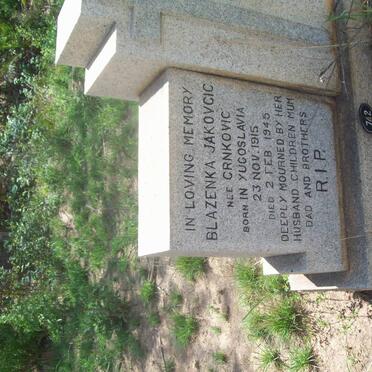 IN LOVING MEMORY
BLAZENKA JAKOVCIC
NEE CRNKOVIC
BORN IN YUGOSLAVIA
23 NOV. 1915
DIED 2 FEB 1945
DEEPLY MOURNED BY HER
HUSBAND CHILDREN MUM
DAD AND BROTHERS
R.I.P.